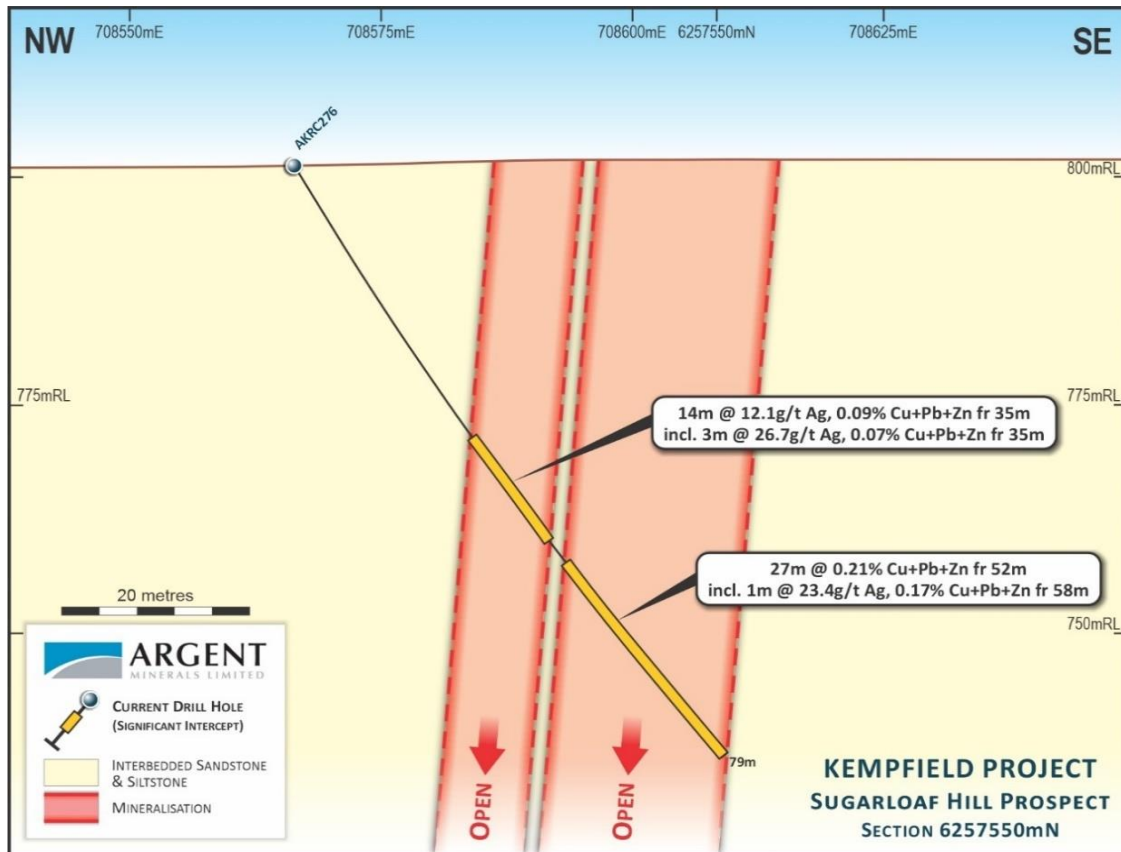 NW
708550mE
708575mE
708600mE
6257550mN
708625mE
SE
AKRC276
800mRL
775mRL
775mRL
14m @ 12.1g/t Ag, 0.09% Cu+Pb+Zn fr 35m
incl. 3m @ 26.7g/t Ag, 0.07% Cu+Pb+Zn fr 35m
27m @ 0.21% Cu+Pb+Zn fr 52m
incl. 1m @ 23.4g/t Ag, 0.17% Cu+Pb+Zn fr 58m
20 metres
750mRL
ARGENT
MINERALS LIMITED
CURRENT DRILL HOLE
(SIGNIFICANT INTERCEPT)
INTERBEDDED SANDSTONE
& SILTSTONE
MINERALISATION
OPEN
OPEN
79m
KEMPFIELD PROJECT
SUGARLOAF HILL PROSPECT
SECTION 6257550mN